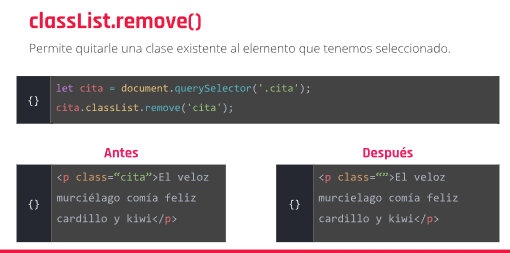 classList.remove()
Permite quitarle una clase existente al elemento que tenemos seleccionado.
{}
let cita = document.querySelector('.cita');
cita.classList.remove('cita');
Antes
{}
<p class=“cita”>El veloz
murciélago comía feliz
cardillo y kiwi</p>
Después
{}
<p class=“”>El veloz
murcielago comía feliz
cardillo y kiwi</p>